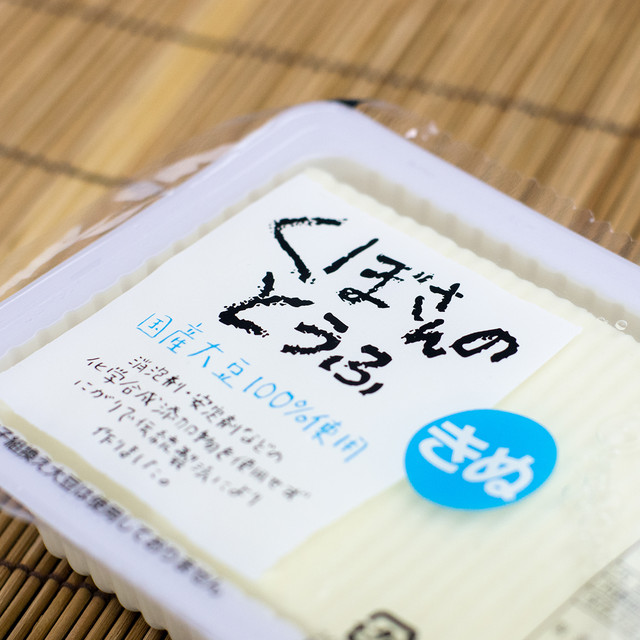 くぼさんの
とうふ
国産大豆100%使用
消泡剤・安定剤などの
化学合成添加物を使用せず
にがりで伝統製法により
作りました。
きぬ
組換え大豆は使用しておりません。